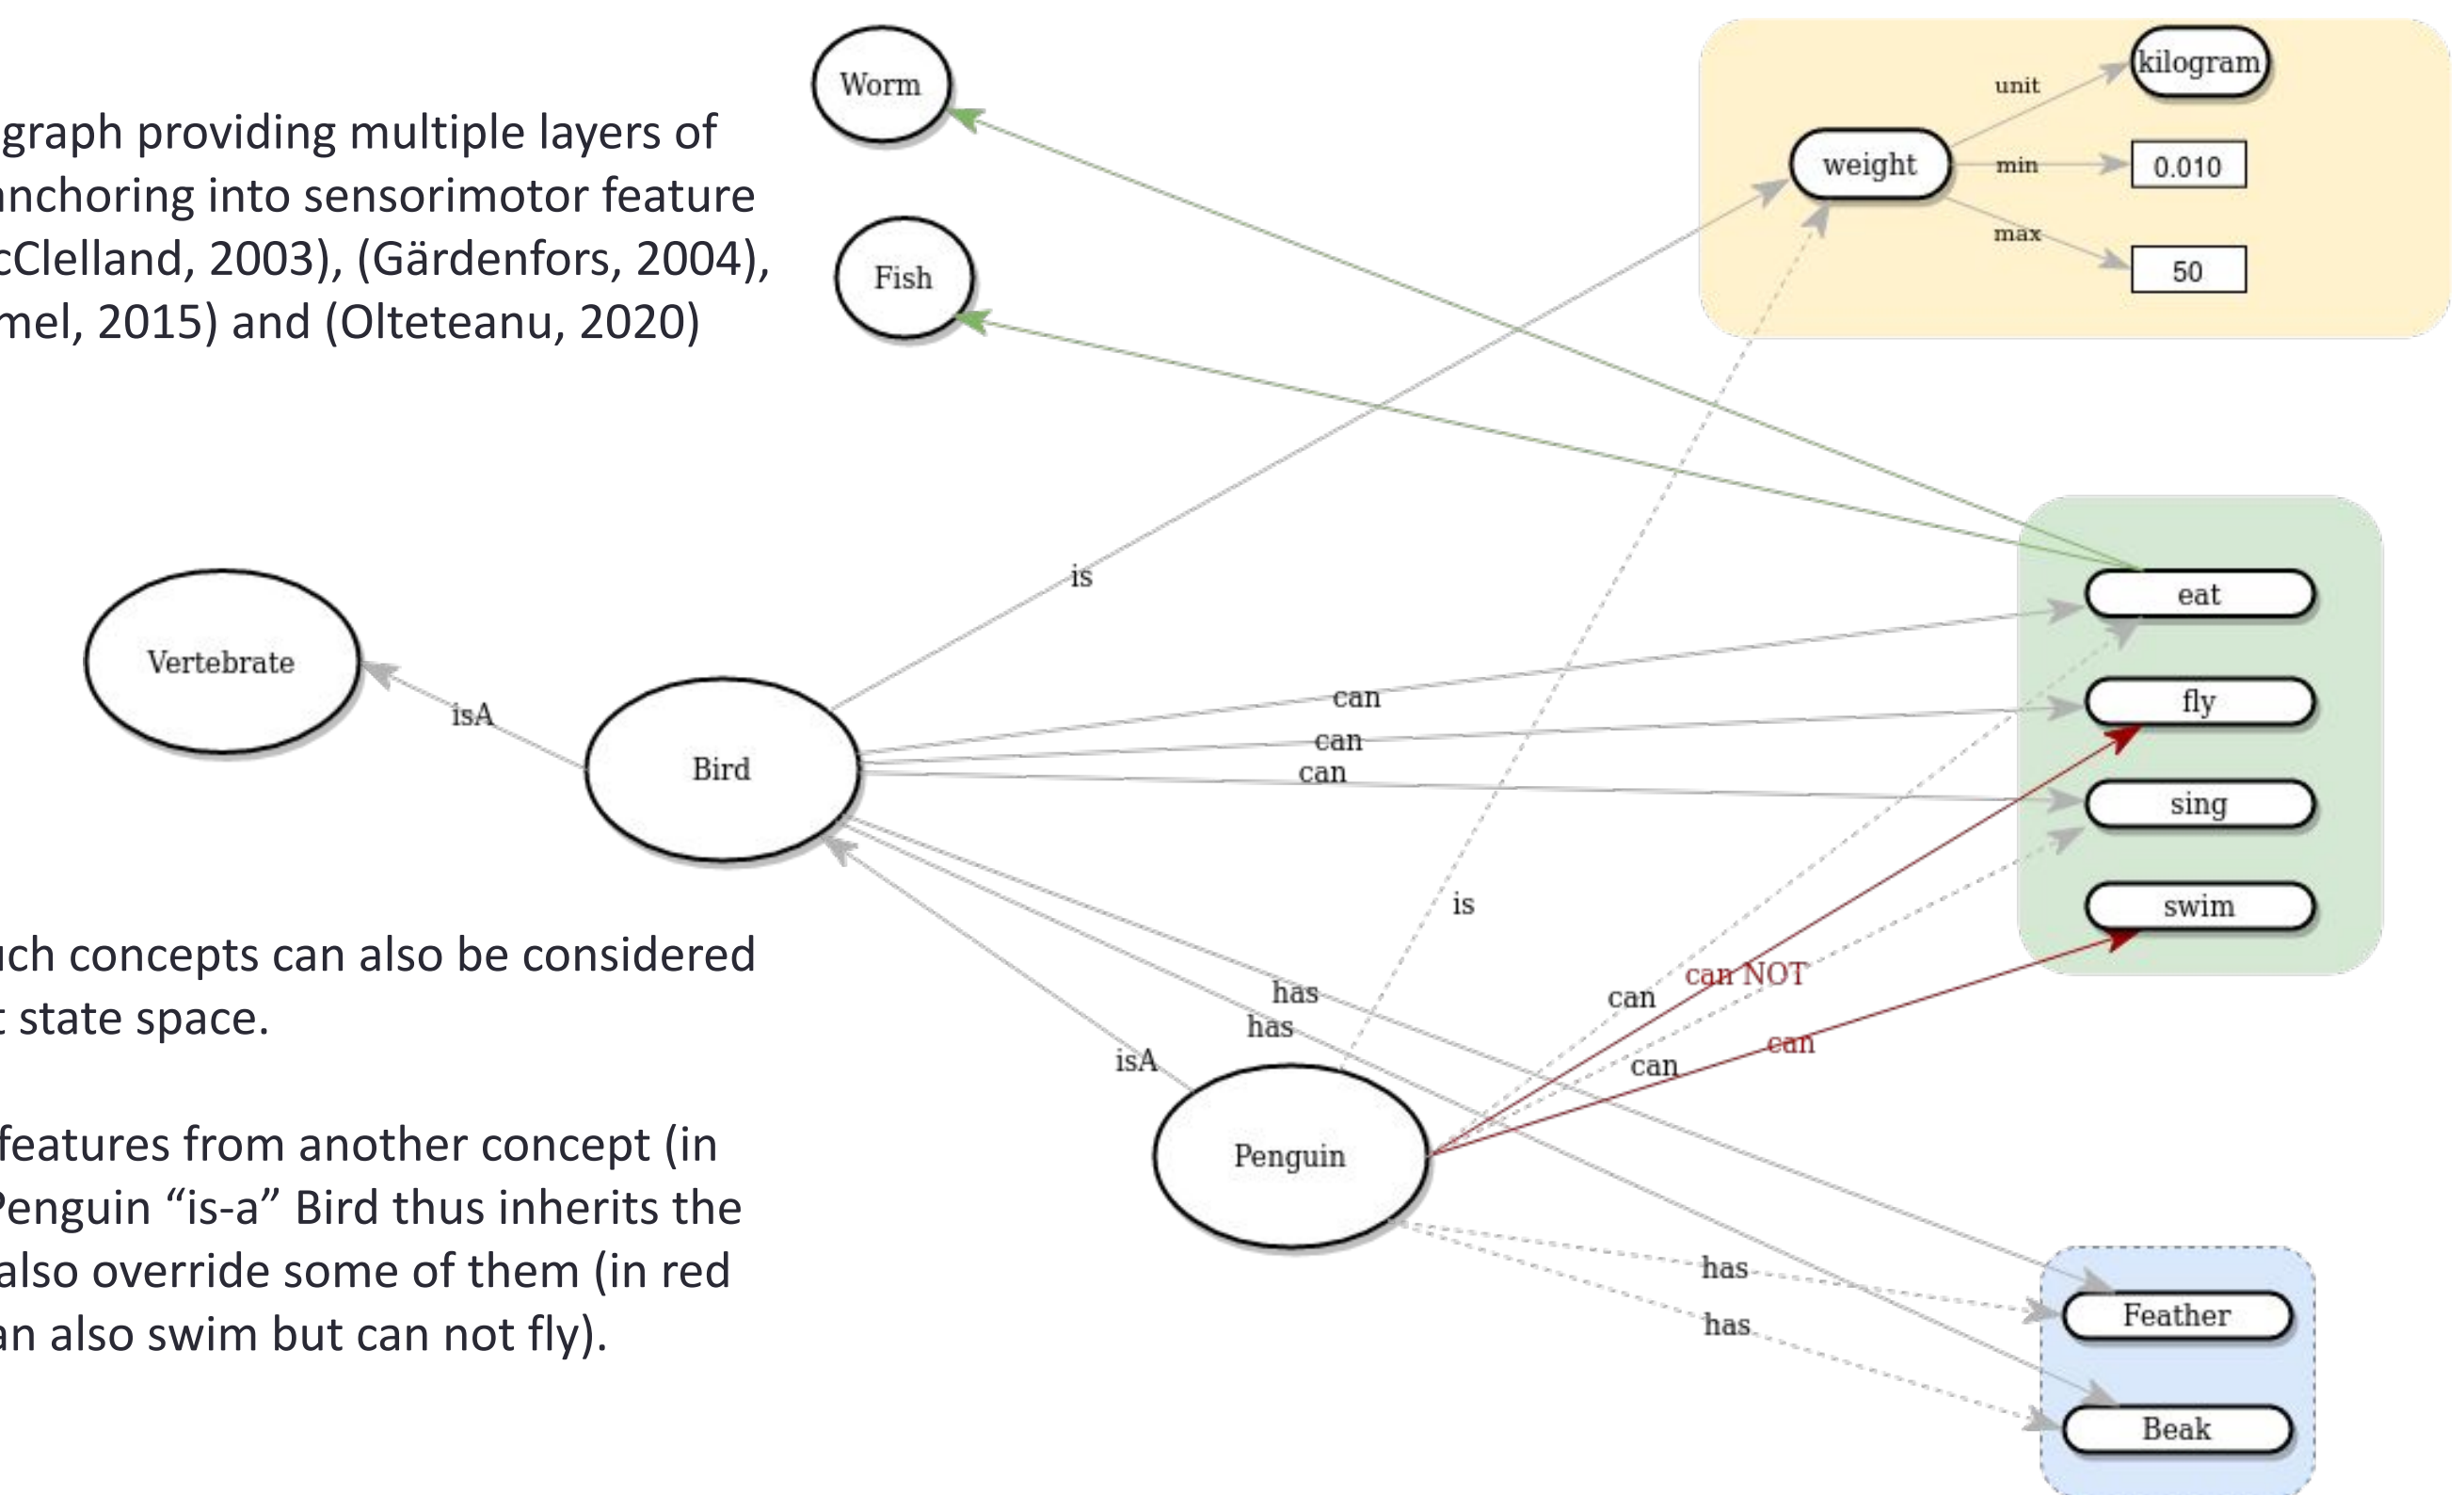 graph providing multiple layers of
anchoring into sensorimotor feature
cClelland, 2003), (Gärdenfors, 2004),
mel, 2015) and (Olteteanu, 2020)
Worm
Fish
kilogram
unit
weight
min
0.010
max
50
is
Vertebrate
isA
Bird
can
can
can
eat
fly
sing
swim
is
has
has
isA
can
can NOT
can
can
Penguin
has
has
Feather
Beak
uch concepts can also be considered
t state space.
features from another concept (in
Penguin “is-a” Bird thus inherits the
also override some of them (in red
an also swim but can not fly).